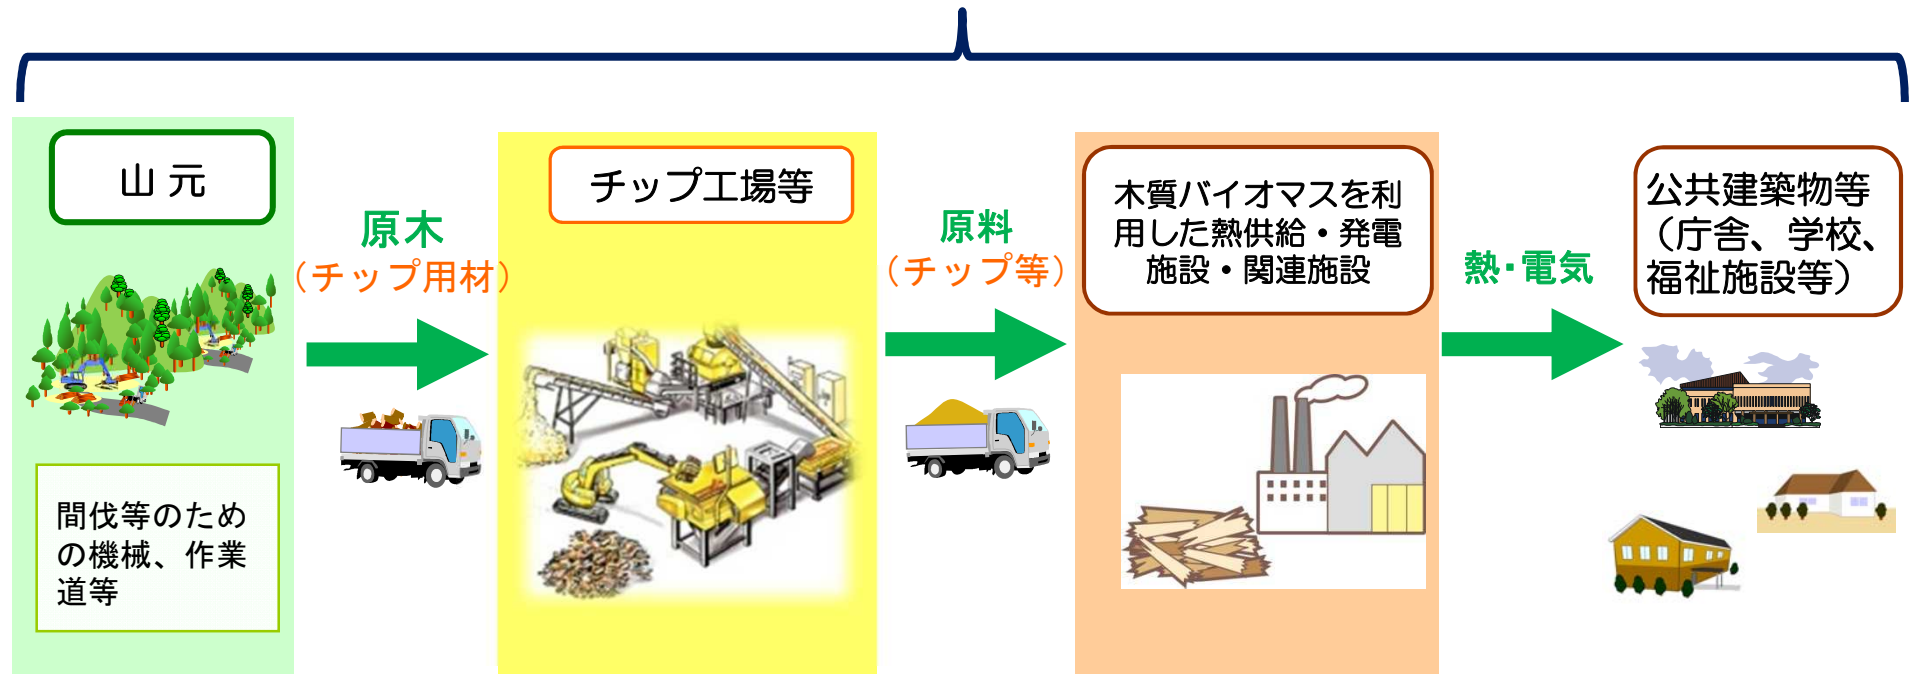 山 元
間伐等のため
の機械、作業
道等
原木
（チップ用材）
チップ工場等
原料
（チップ等）
木質バイオマスを利
用した熱供給・発電
施設・関連施設
熱・電気
公共建築物等
（庁舎、学校、
福祉施設等）